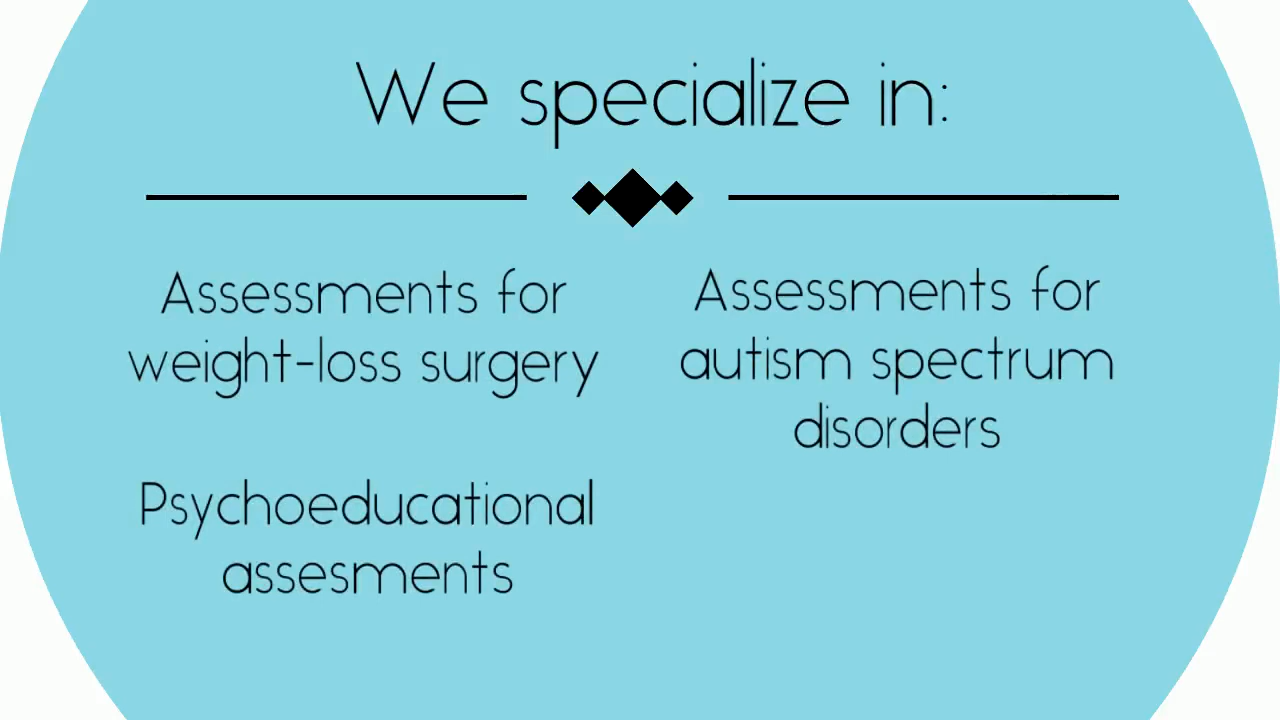 We specialize in:
Assessments for
weight-loss surgery
Assessments for
autism spectrum
disorders
Psychoeducational
assesments